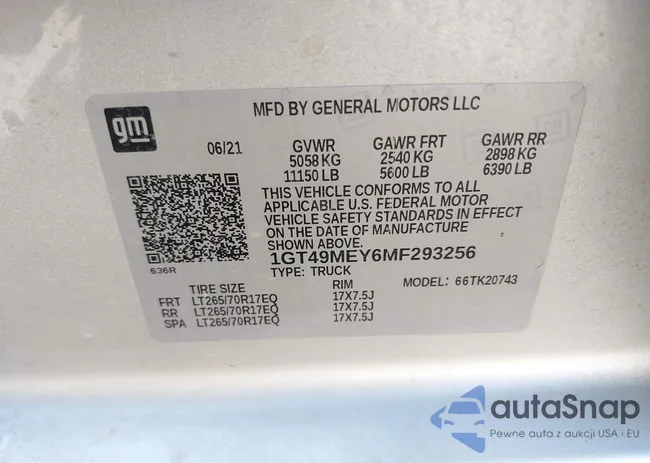 gm
MFD BY GENERAL MOTORS LLC
06/21 GVWR GAWR FRT GAWR RR
5058 KG 2540 KG 2898 KG
11150 LB 5600 LB 6390 LB
THIS VEHICLE CONFORMS TO ALL
APPLICABLE U.S. FEDERAL MOTOR
VEHICLE SAFETY STANDARDS IN EFFECT
ON THE DATE OF MANUFACTURE
SHOWN ABOVE.
1GT49MEY6MF293256
636R TYPE: TRUCK
MODEL: 66TK20743
TIRE SIZE RIM
FRT LT265/70R17EQ 17X7.5J
RR LT265/70R17EQ 17X7.5J
SPA LT265/70R17EQ 17X7.5J
autaSnap
Pewne auta z aukcji USA i EU